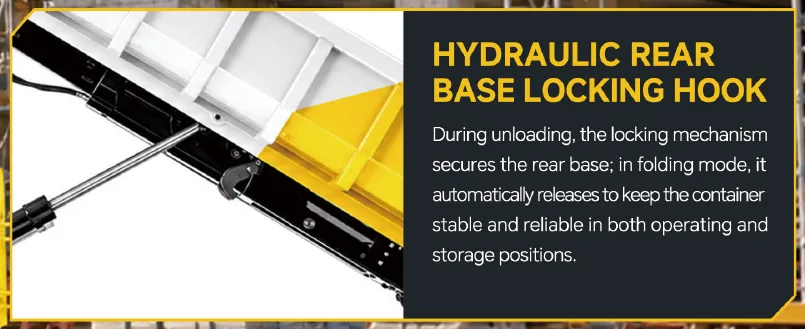 HYDRAULIC REAR
BASE LOCKING HOOK
During unloading, the locking mechanism
secures the rear base; in folding mode, it
automatically releases to keep the container
stable and reliable in both operating and
storage positions.